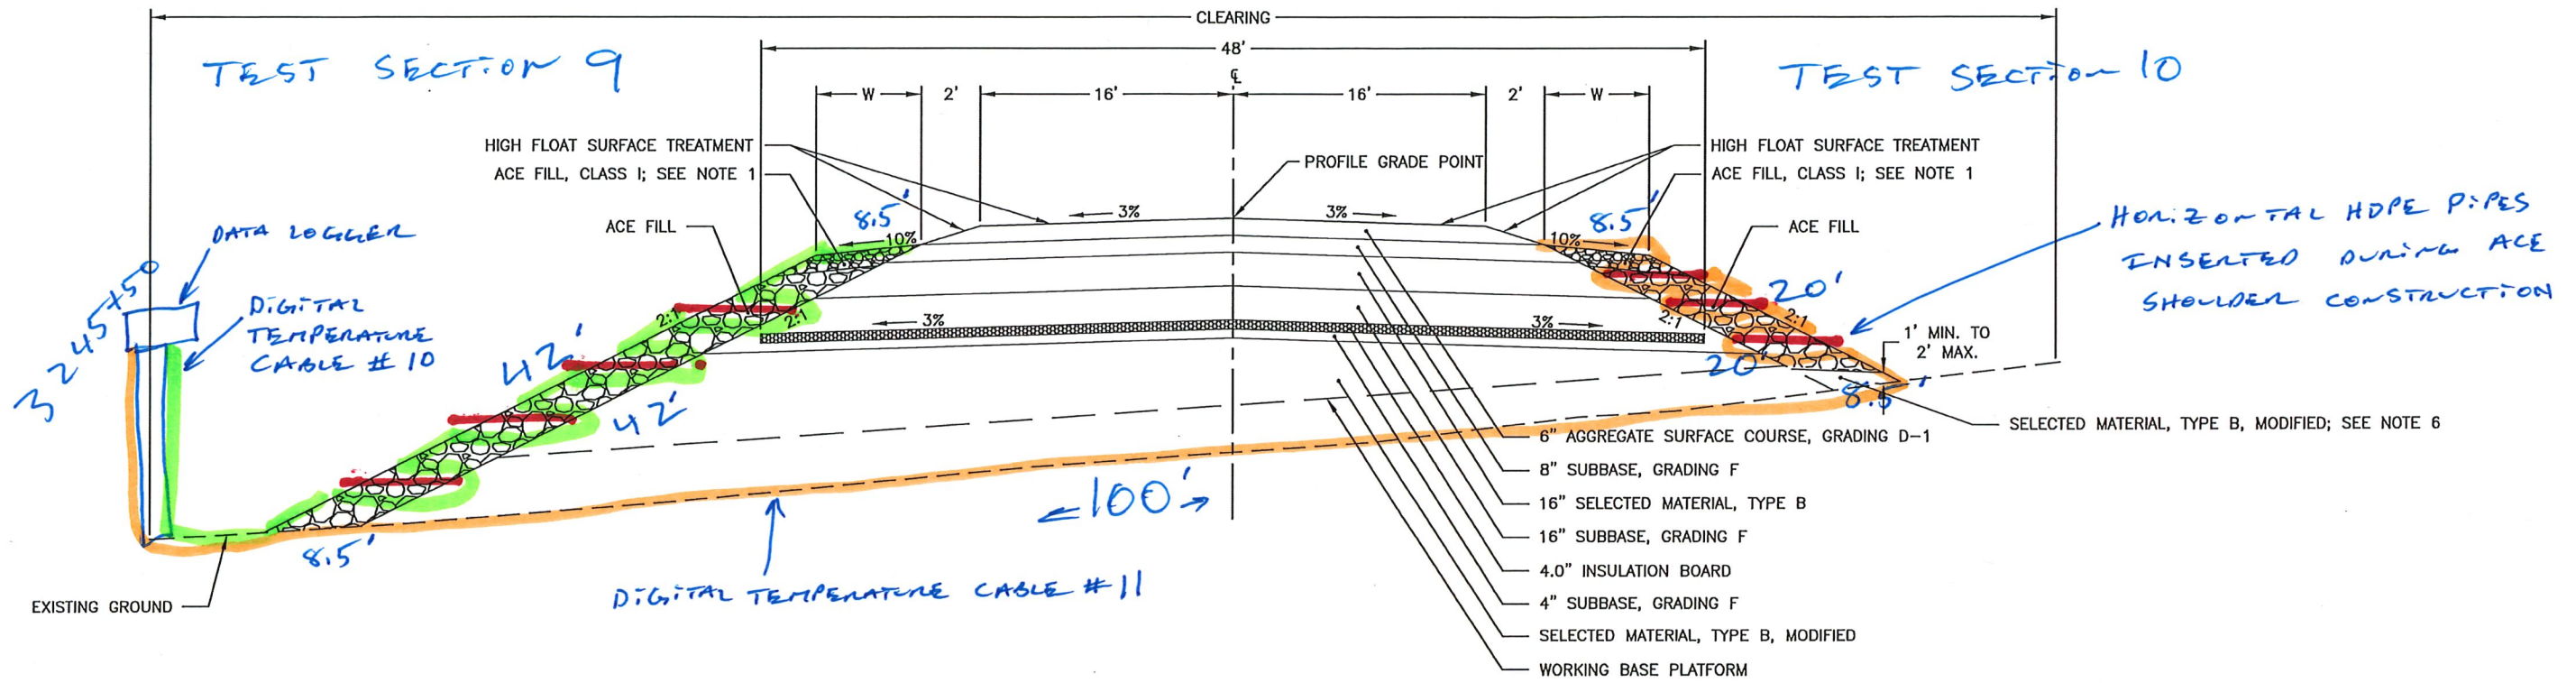 CLEARING
TEST SECTION 9
48'
TEST SECTION 10
℄
W
2'
16'
16'
2'
W
HIGH FLOAT SURFACE TREATMENT
HIGH FLOAT SURFACE TREATMENT
PROFILE GRADE POINT
ACE FILL, CLASS I; SEE NOTE 1
ACE FILL, CLASS I; SEE NOTE 1
8.5'
3%
3%
8.5'
HORIZONTAL HDPE PIPES
INSERTED DURING ACE
SHOULDER CONSTRUCTION
DATA LOGGER
ACE FILL
10%
10%
ACE FILL
3245450
DIGITAL
TEMPERATURE
CABLE #10
20'
2:1
2:1
3%
3%
2:1
2:1
1' MIN. TO
2' MAX.
42'
20'
42'
8.5'
SELECTED MATERIAL, TYPE B, MODIFIED; SEE NOTE 6
6" AGGREGATE SURFACE COURSE, GRADING D-1
8" SUBBASE, GRADING F
100'
16" SELECTED MATERIAL, TYPE B
16" SUBBASE, GRADING F
8.5'
4.0" INSULATION BOARD
DIGITAL TEMPERATURE CABLE #11
EXISTING GROUND
4" SUBBASE, GRADING F
SELECTED MATERIAL, TYPE B, MODIFIED
WORKING BASE PLATFORM